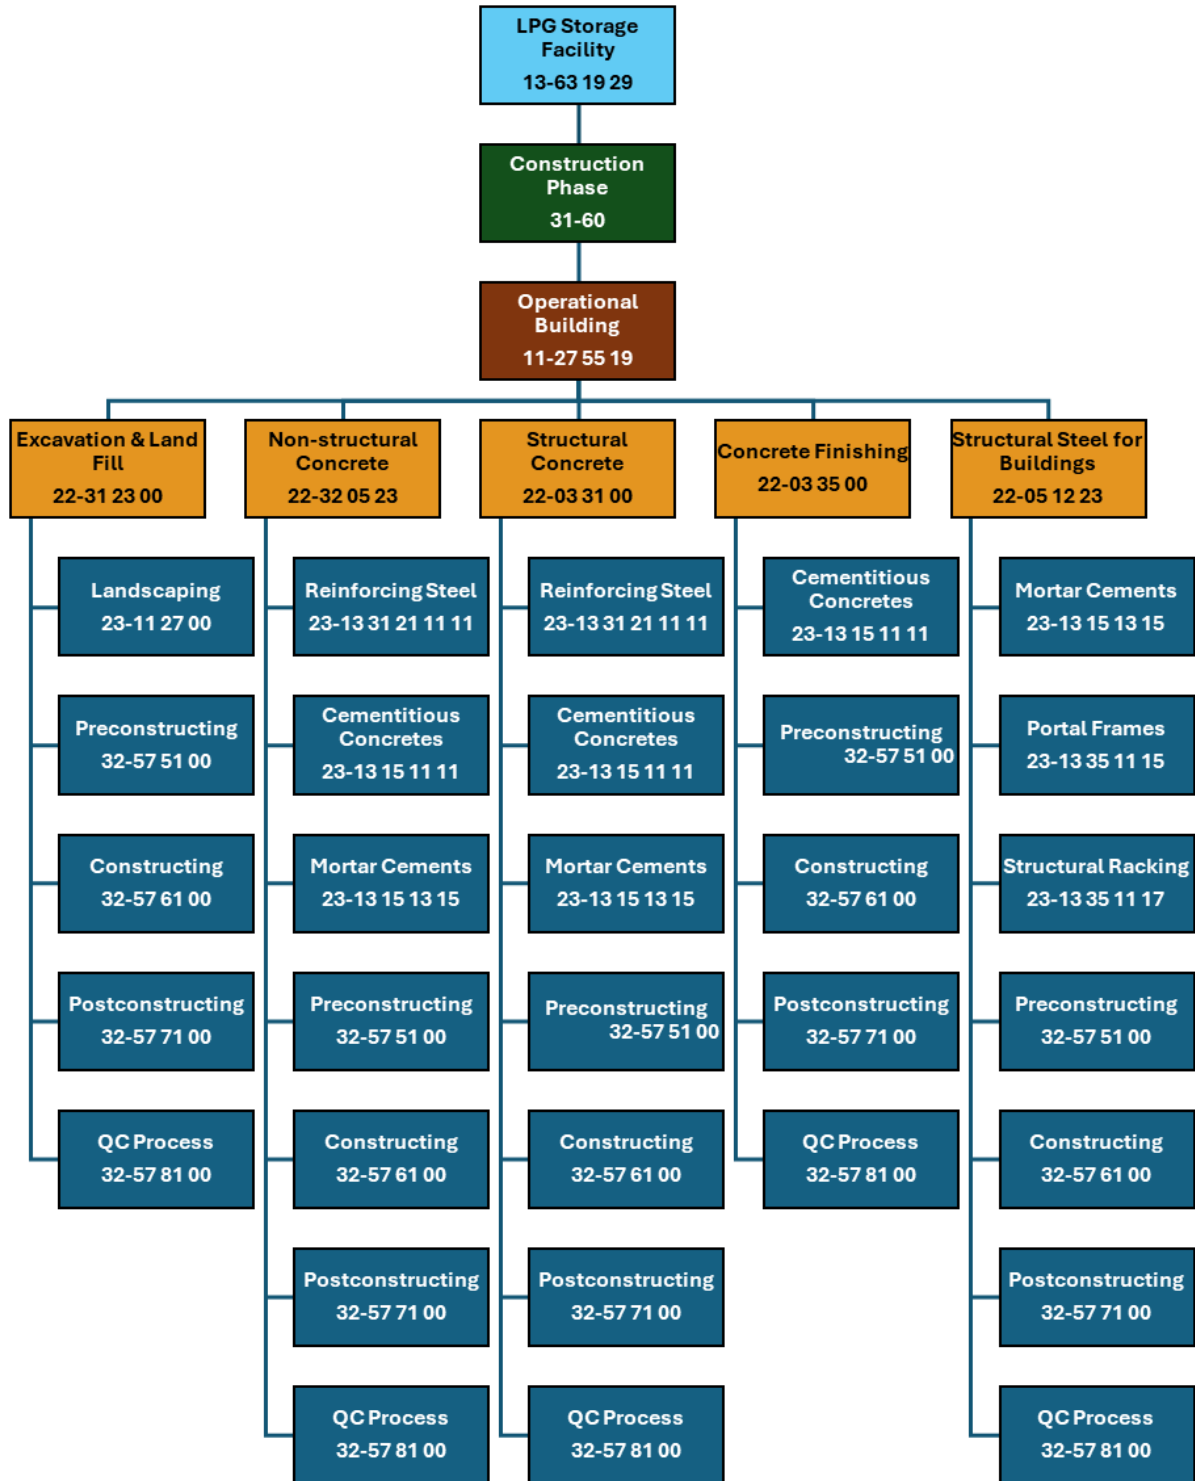 LPG Storage
Facility
13-63 19 29
Construction
Phase
31-60
Operational
Building
11-27 55 19
Excavation & Land
Fill
22-31 23 00
Non-structural
Concrete
22-32 05 23
Structural
Concrete
22-03 31 00
Concrete Finishing
22-03 35 00
Structural Steel for
Buildings
22-05 12 23
Landscaping
23-11 27 00
Preconstructing
32-57 51 00
Constructing
32-57 61 00
Postconstructing
32-57 71 00
QC Process
32-57 81 00
Reinforcing Steel
23-13 31 21 11 11
Cementitious
Concretes
23-13 15 11 11
Mortar Cements
23-13 15 13 15
Preconstructing
32-57 51 00
Constructing
32-57 61 00
Postconstructing
32-57 71 00
QC Process
32-57 81 00
Reinforcing Steel
23-13 31 21 11 11
Cementitious
Concretes
23-13 15 11 11
Mortar Cements
23-13 15 13 15
Preconstructing
32-57 51 00
Constructing
32-57 61 00
Postconstructing
32-57 71 00
QC Process
32-57 81 00
Cementitious
Concretes
23-13 15 11 11
Preconstructing
32-57 51 00
Constructing
32-57 61 00
Postconstructing
32-57 71 00
QC Process
32-57 81 00
Mortar Cements
23-13 15 13 15
Portal Frames
23-13 35 11 15
Structural Racking
23-13 35 11 17
Preconstructing
32-57 51 00
Constructing
32-57 61 00
Postconstructing
32-57 71 00
QC Process
32-57 81 00